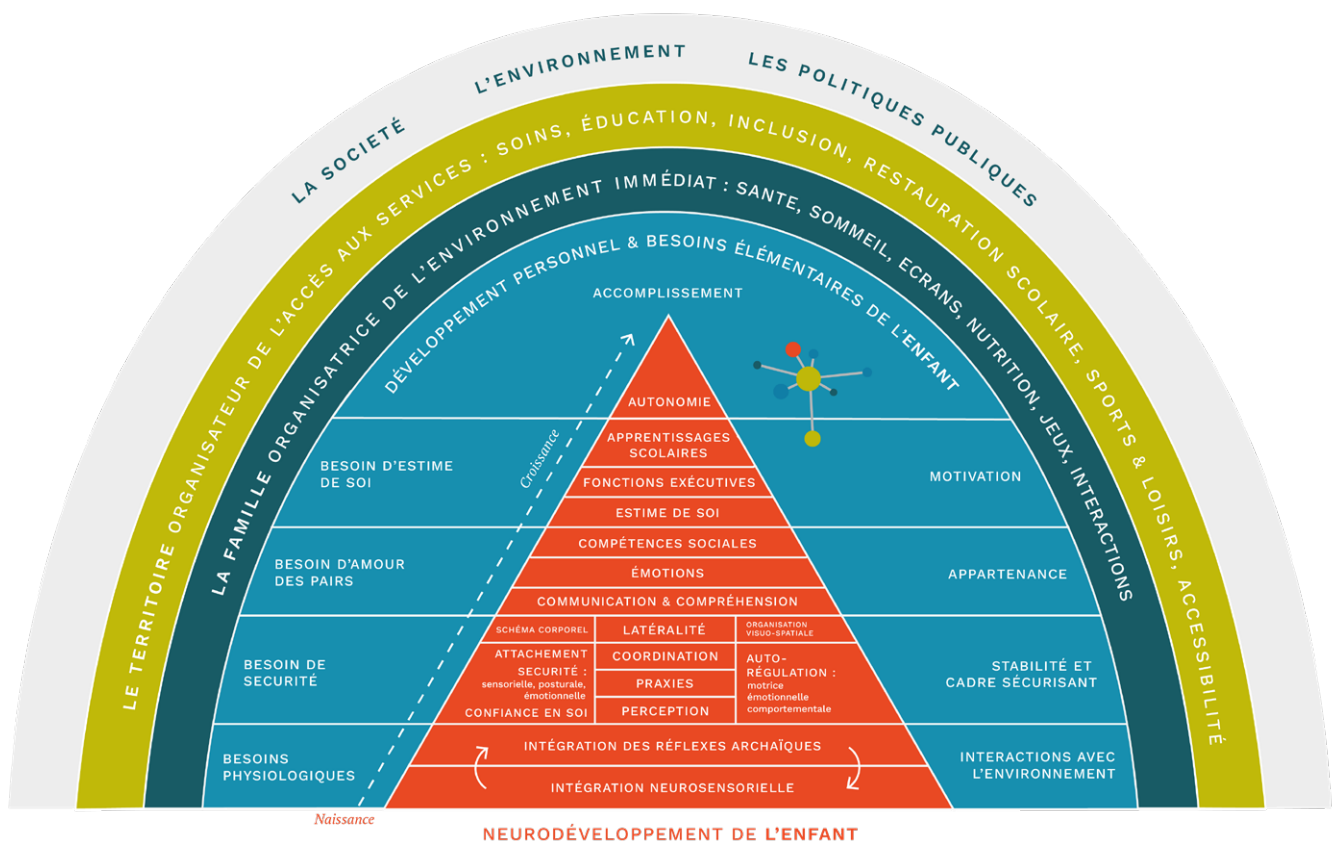 LA SOCIETÉ
L'ENVIRONNEMENT
LES POLITIQUES PUBLIQUES
LE TERRITOIRE ORGANISATEUR DE L'ACCÈS AUX SERVICES : SOINS, ÉDUCATION, INCLUSION, RESTAURATION SCOLAIRE, SPORTS & LOISIRS, ACCESSIBILITÉ
LA FAMILLE ORGANISATRICE DE L'ENVIRONNEMENT IMMÉDIAT : SANTE, SOMMEIL, ECRANS, NUTRITION, JEUX, INTERACTIONS
DÉVELOPPEMENT PERSONNEL & BESOINS ÉLÉMENTAIRES DE L'ENFANT
ACCOMPLISSEMENT
AUTONOMIE
Croissance
BESOIN D'ESTIME
DE SOI
APPRENTISSAGES
SCOLAIRES
FONCTIONS EXÉCUTIVES
ESTIME DE SOI
MOTIVATION
BESOIN D'AMOUR
DES PAIRS
COMPÉTENCES SOCIALES
ÉMOTIONS
COMMUNICATION & COMPRÉHENSION
APPARTENANCE
BESOIN DE
SECURITÉ
SCHÉMA CORPOREL
LATÉRALITÉ
ORGANISATION
VISUO-SPATIALE
ATTACHEMENT
SECURITÉ :
sensorielle, posturale,
émotionnelle
CONFIANCE EN SOI
COORDINATION
PRAXIES
PERCEPTION
AUTO-
RÉGULATION :
motrice
émotionnelle
comportementale
STABILITÉ ET
CADRE SÉCURISANT
BESOINS
PHYSIOLOGIQUES
INTÉGRATION DES RÉFLEXES ARCHAÏQUES
INTÉGRATION NEUROSENSORIELLE
INTERACTIONS AVEC
L'ENVIRONNEMENT
Naissance
NEURODÉVELOPPEMENT DE L'ENFANT